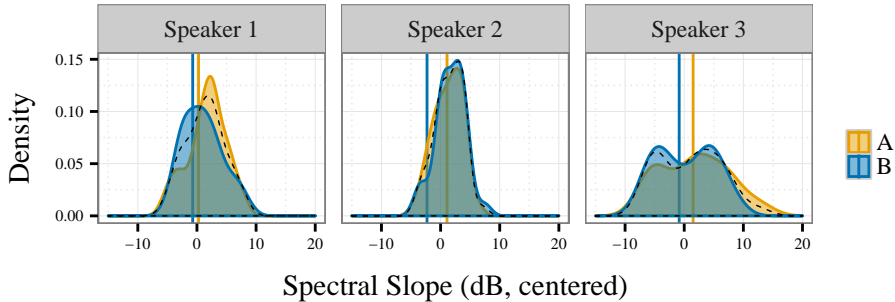 Speaker 1 Speaker 2 Speaker 3
0.15
0.10
0.05
0.00
Density
−10 0 10 20 −10 0 10 20 −10 0 10 20
Spectral Slope (dB, centered)
A
B